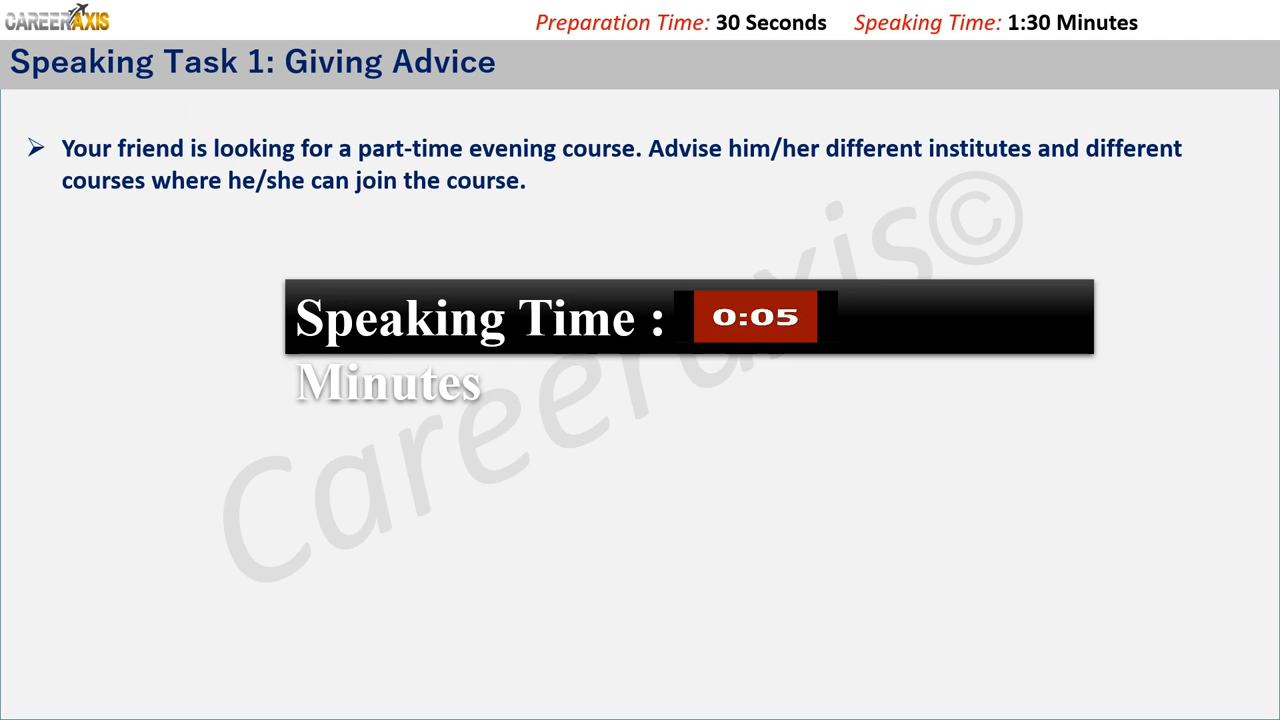 CAREERAXIS
Preparation Time: 30 Seconds Speaking Time: 1:30 Minutes
Speaking Task 1: Giving Advice
Your friend is looking for a part-time evening course. Advise him/her different institutes and different
courses where he/she can join the course.
Speaking Time : 0:05
Minutes
Careeraxis©